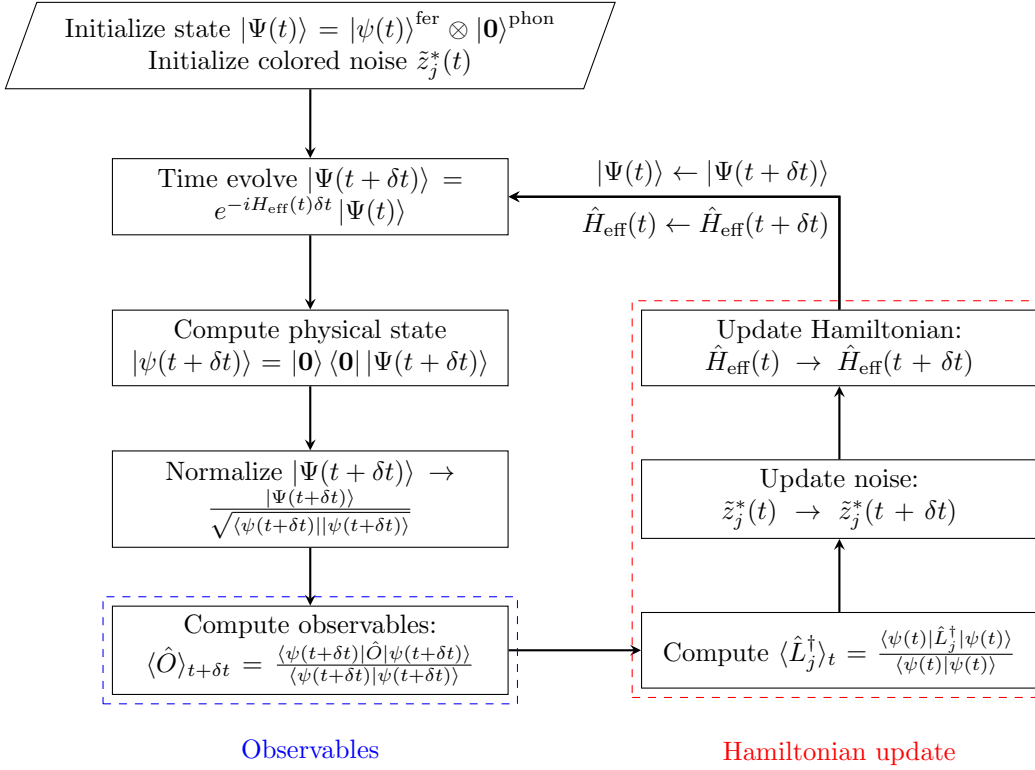 Initialize state |Ψ(t)⟩ = |ψ(t)⟩^fer ⊗ |𝟎⟩^phon
Initialize colored noise z̃*_j(t)
Time evolve |Ψ(t + δt)⟩ =
e^{−iH_eff(t)δt} |Ψ(t)⟩
Compute physical state
|ψ(t + δt)⟩ = |𝟎⟩ ⟨𝟎| |Ψ(t + δt)⟩
Normalize |Ψ(t + δt)⟩ →
|Ψ(t+δt)⟩ / √⟨ψ(t+δt)||ψ(t+δt)⟩
Compute observables:
⟨Ô⟩_{t+δt} = ⟨ψ(t+δt)|Ô|ψ(t+δt)⟩ / ⟨ψ(t+δt)|ψ(t+δt)⟩
Observables
|Ψ(t)⟩ ← |Ψ(t + δt)⟩
Ĥ_eff(t) ← Ĥ_eff(t + δt)
Update Hamiltonian:
Ĥ_eff(t) → Ĥ_eff(t + δt)
Update noise:
z̃*_j(t) → z̃*_j(t + δt)
Compute ⟨L̂†_j⟩_t = ⟨ψ(t)|L̂†_j|ψ(t)⟩ / ⟨ψ(t)|ψ(t)⟩
Hamiltonian update